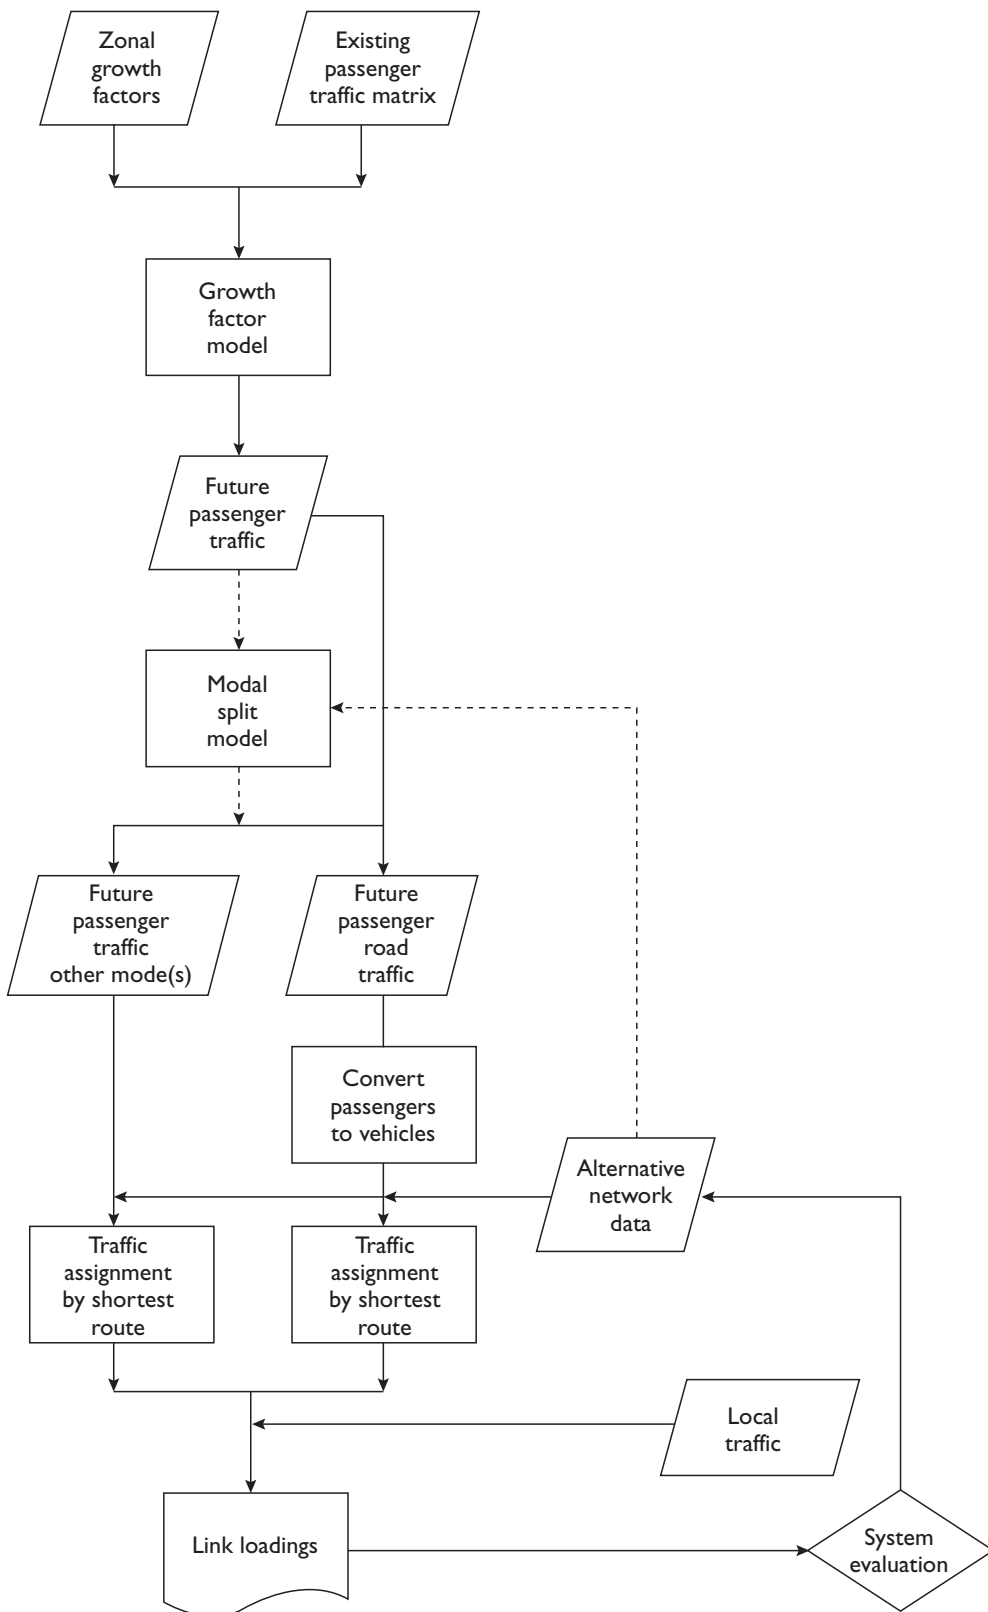 Zonal
growth
factors
Existing
passenger
traffic matrix
Growth
factor
model
Future
passenger
traffic
Modal
split
model
Future
passenger
traffic
other mode(s)
Future
passenger
road
traffic
Convert
passengers
to vehicles
Alternative
network
data
Traffic
assignment
by shortest
route
Traffic
assignment
by shortest
route
Local
traffic
Link loadings
System
evaluation